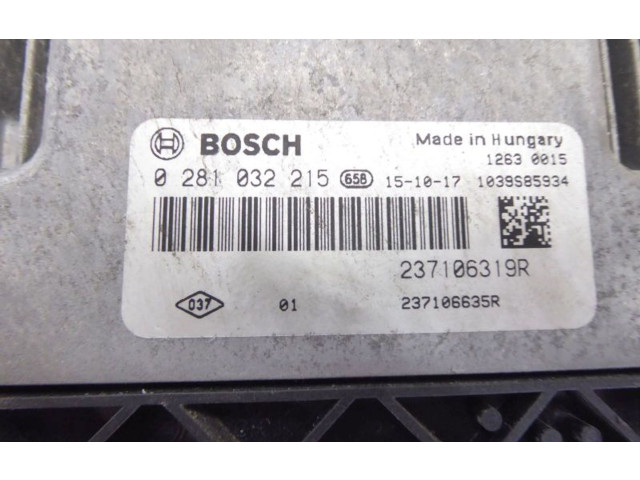 BOSCH
Made in Hungary
1263 0015
0 281 032 215 658 15-10-17 1039S85934
237106319R
037 01 237106635R